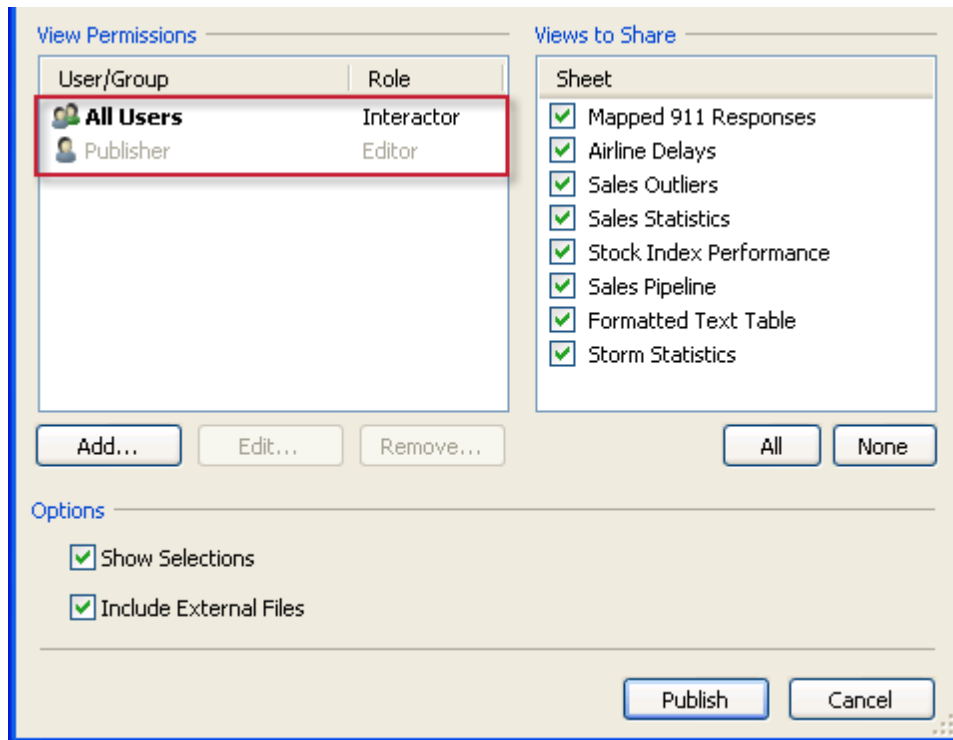 View Permissions
User/Group Role
All Users Interactor
Publisher Editor
Add... Edit... Remove...
Views to Share
Sheet
Mapped 911 Responses
Airline Delays
Sales Outliers
Sales Statistics
Stock Index Performance
Sales Pipeline
Formatted Text Table
Storm Statistics
All None
Options
Show Selections
Include External Files
Publish Cancel